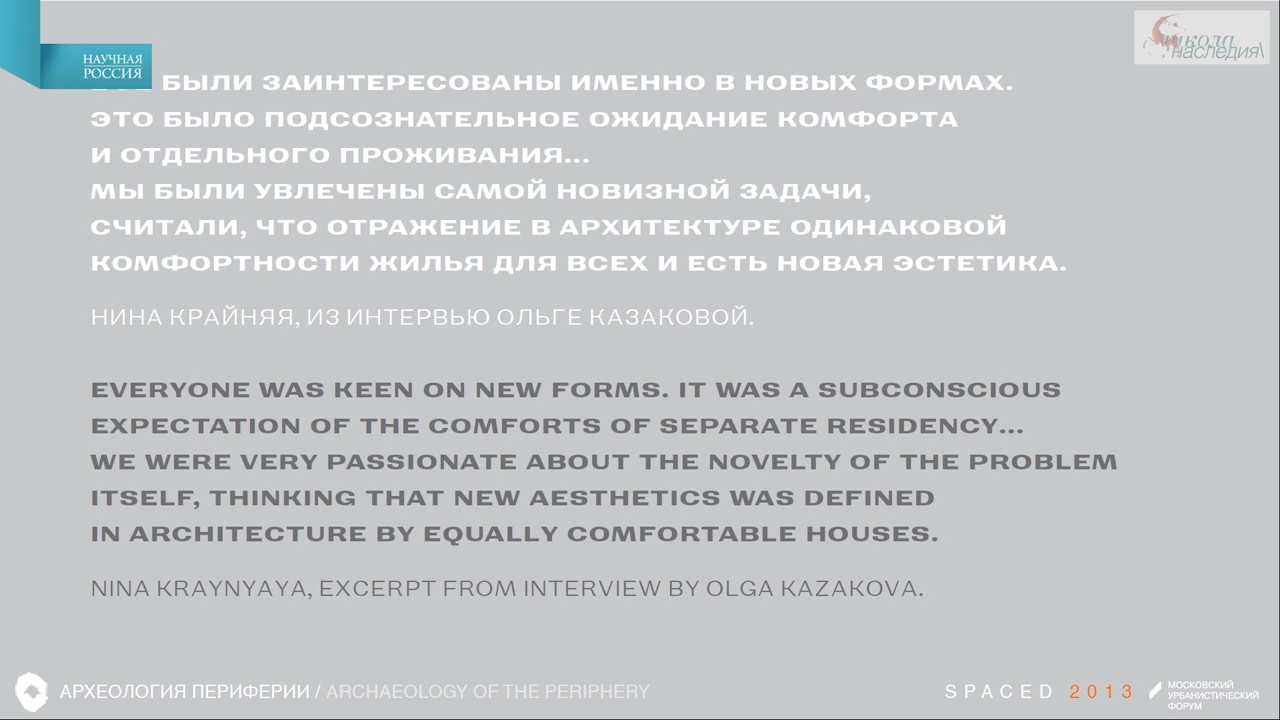 НАУЧНАЯ
РОССИЯ
школа
наследия\
БЫЛИ ЗАИНТЕРЕСОВАНЫ ИМЕННО В НОВЫХ ФОРМАХ.
ЭТО БЫЛО ПОДСОЗНАТЕЛЬНОЕ ОЖИДАНИЕ КОМФОРТА
И ОТДЕЛЬНОГО ПРОЖИВАНИЯ...
МЫ БЫЛИ УВЛЕЧЕНЫ САМОЙ НОВИЗНОЙ ЗАДАЧИ,
СЧИТАЛИ, ЧТО ОТРАЖЕНИЕ В АРХИТЕКТУРЕ ОДИНАКОВОЙ
КОМФОРТНОСТИ ЖИЛЬЯ ДЛЯ ВСЕХ И ЕСТЬ НОВАЯ ЭСТЕТИКА.
НИНА КРАЙНЯЯ, ИЗ ИНТЕРВЬЮ ОЛЬГЕ КАЗАКОВОЙ.
EVERYONE WAS KEEN ON NEW FORMS. IT WAS A SUBCONSCIOUS
EXPECTATION OF THE COMFORTS OF SEPARATE RESIDENCY...
WE WERE VERY PASSIONATE ABOUT THE NOVELTY OF THE PROBLEM
ITSELF, THINKING THAT NEW AESTHETICS WAS DEFINED
IN ARCHITECTURE BY EQUALLY COMFORTABLE HOUSES.
NINA KRAYNYAYA, EXCERPT FROM INTERVIEW BY OLGA KAZAKOVA.
АРХЕОЛОГИЯ ПЕРИФЕРИИ / ARCHAEOLOGY OF THE PERIPHERY
SPACED 2013
МОСКОВСКИЙ
УРБАНИСТИЧЕСКИЙ
ФОРУМ